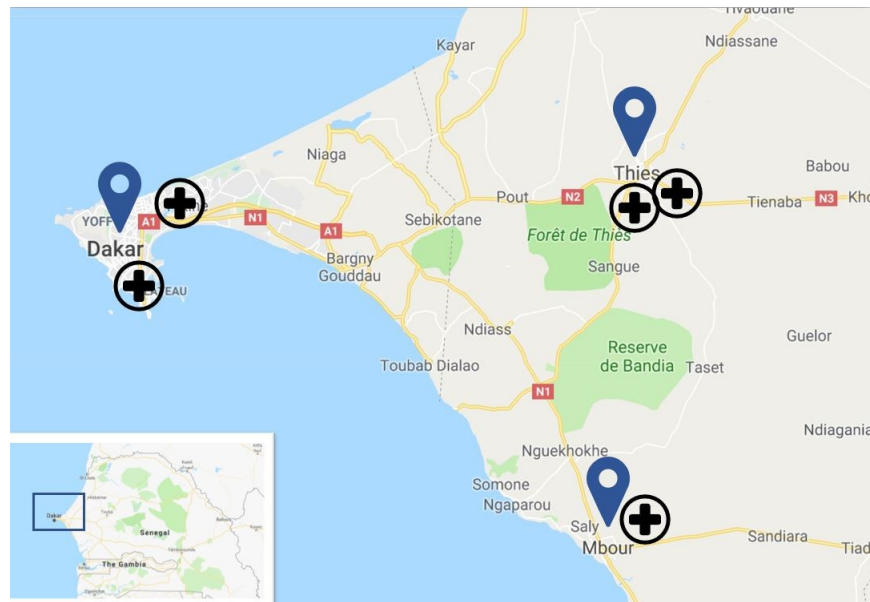 Tivaouane
Ndiassane
Kayar
Niaga
Thies
Babou
Pout
N2
Tienaba
N3
Kho
YOFF
A1
N1
A1
Sebikotane
Dakar
Forêt de Thiès
Bargny
Gouddau
Sangue
Ndiass
Guelor
Reserve
de Bandia
Toubab Dialao
Taset
N1
Ndiagania
Nguekhokhe
Somone
Ngaparou
Saly
Mbour
Sandiara
Tiad
Dakar
Senegal
The Gambia